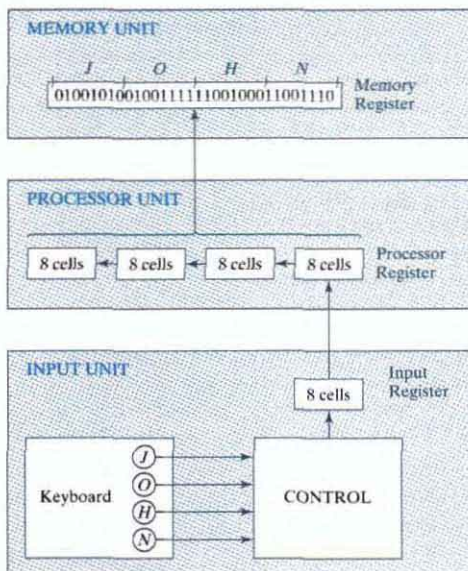 MEMORY UNIT
J O H N
01001010010011111100100011001110
Memory
Register
PROCESSOR UNIT
8 cells 8 cells 8 cells 8 cells
Processor
Register
INPUT UNIT
Input
Register
8 cells
Keyboard
J
O
H
N
CONTROL